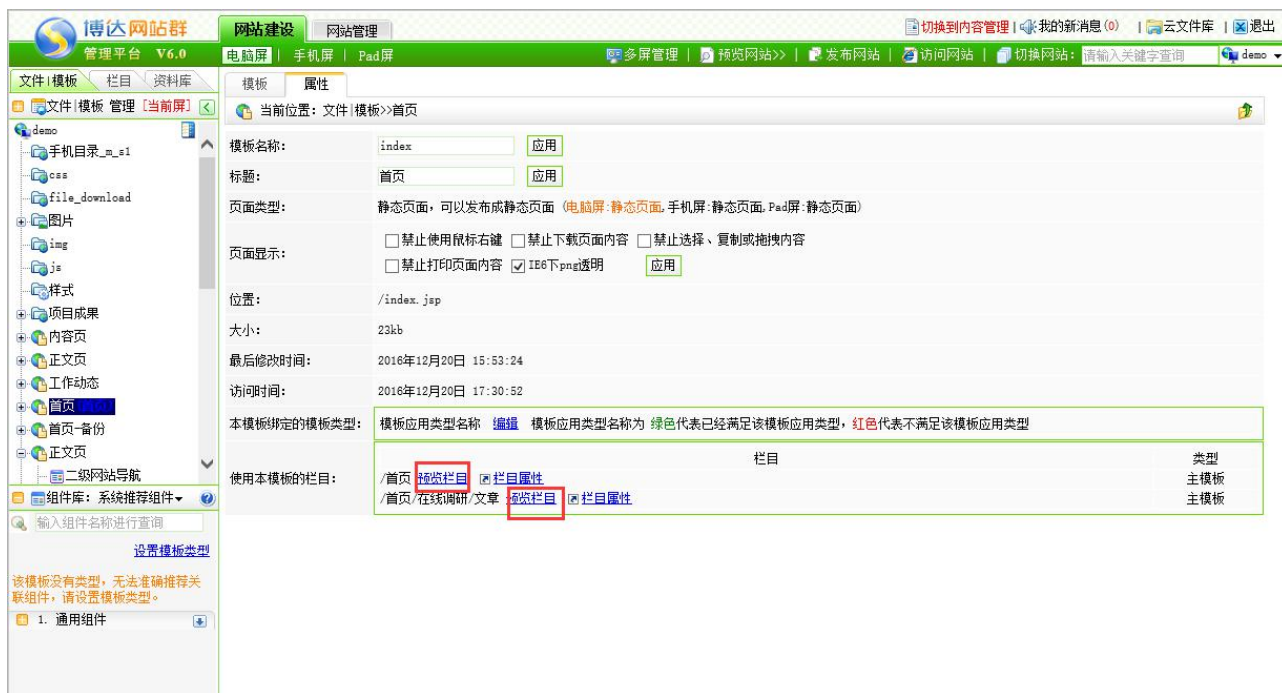 博达网站群
管理平台 V6.0
网站建设 网站管理
切换到内容管理 | 我的新消息(0) | 云文件库 | 退出
电脑屏 | 手机屏 | Pad屏
多屏管理 | 预览网站>> | 发布网站 | 访问网站 | 切换网站: 请输入关键字查询 demo
文件|模板 栏目 资料库
文件|模板 管理 [当前屏]
demo
手机目录_m_s1
css
file_download
图片
img
js
样式
项目成果
内容页
正文页
工作动态
首页(首页)
首页-备份
正文页
二级网站导航
组件库: 系统推荐组件
输入组件名称进行查询
设置模板类型
该模板没有类型，无法准确推荐关
联组件，请设置模板类型。
1. 通用组件
模板 属性
当前位置: 文件|模板>>首页
模板名称: index 应用
标题: 首页 应用
页面类型: 静态页面，可以发布成静态页面 (电脑屏:静态页面,手机屏:静态页面,Pad屏:静态页面)
页面显示: 禁止使用鼠标右键 禁止下载页面内容 禁止选择、复制或拖拽内容
禁止打印页面内容 IE6下png透明 应用
位置: /index.jsp
大小: 23kb
最后修改时间: 2016年12月20日 15:53:24
访问时间: 2016年12月20日 17:30:52
本模板绑定的模板类型: 模板应用类型名称 编辑 模板应用类型名称为 绿色代表已经满足该模板应用类型，红色代表不满足该模板应用类型
使用本模板的栏目: 栏目 类型
/首页 预览栏目 栏目属性 主模板
/首页/在线调研/文章 预览栏目 栏目属性 主模板